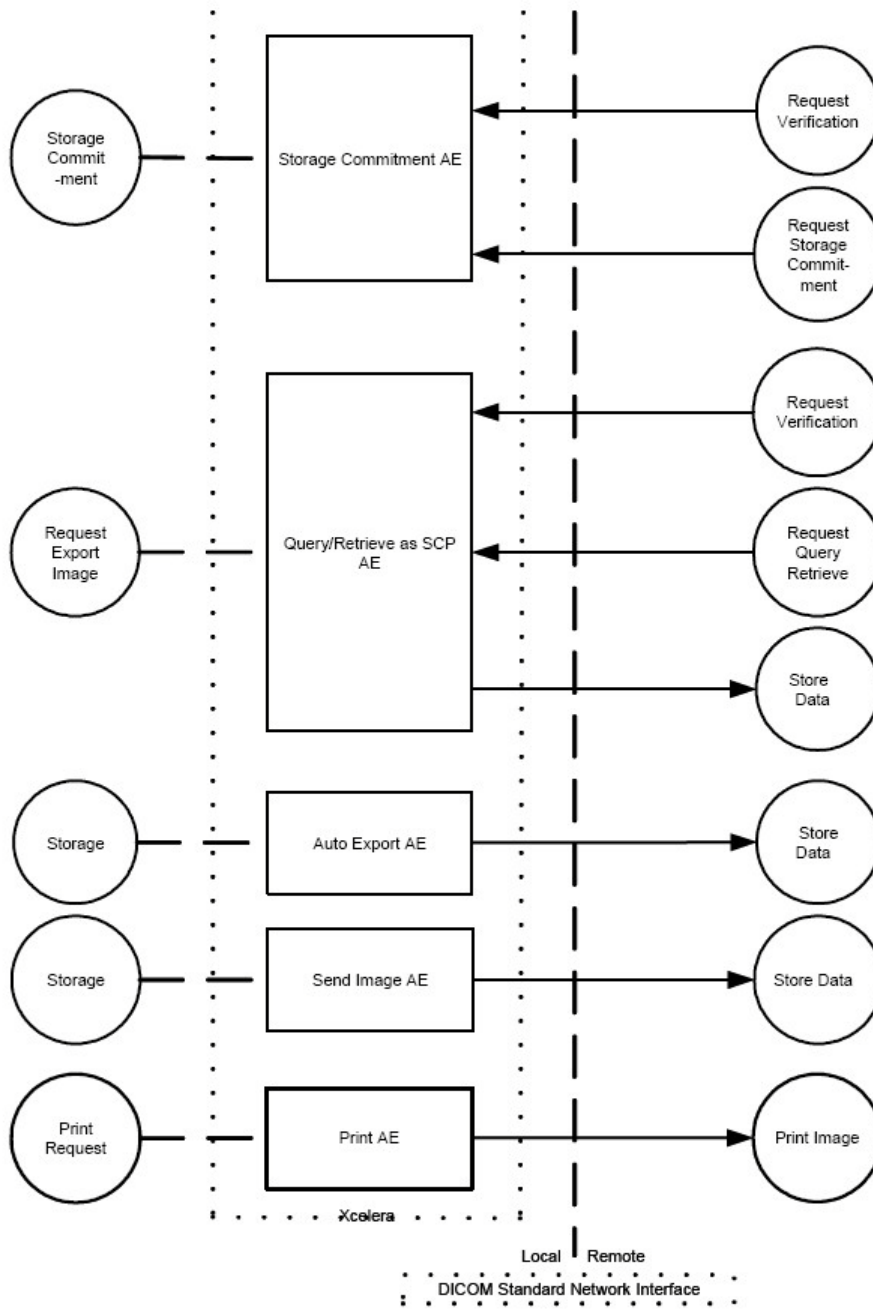 Storage
Commit
-ment
Storage Commitment AE
Request
Verification
Request
Storage
Commit-
ment
Request
Export
Image
Query/Retrieve as SCP
AE
Request
Verification
Request
Query
Retrieve
Store
Data
Storage
Auto Export AE
Store
Data
Storage
Send Image AE
Store Data
Print
Request
Print AE
Print Image
Xcelera
Local
Remote
DICOM Standard Network Interface